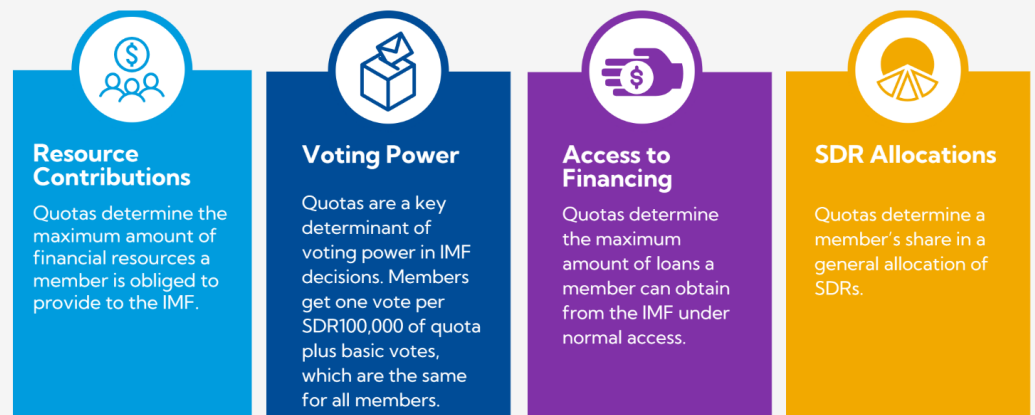 $
Resource
Contributions
Quotas determine the
maximum amount of
financial resources a
member is obliged to
provide to the IMF.
Voting Power
Quotas are a key
determinant of
voting power in IMF
decisions. Members
get one vote per
SDR100,000 of quota
plus basic votes,
which are the same
for all members.
$
Access to
Financing
Quotas determine
the maximum
amount of loans a
member can obtain
from the IMF under
normal access.
SDR Allocations
Quotas determine a
member’s share in a
general allocation of
SDRs.